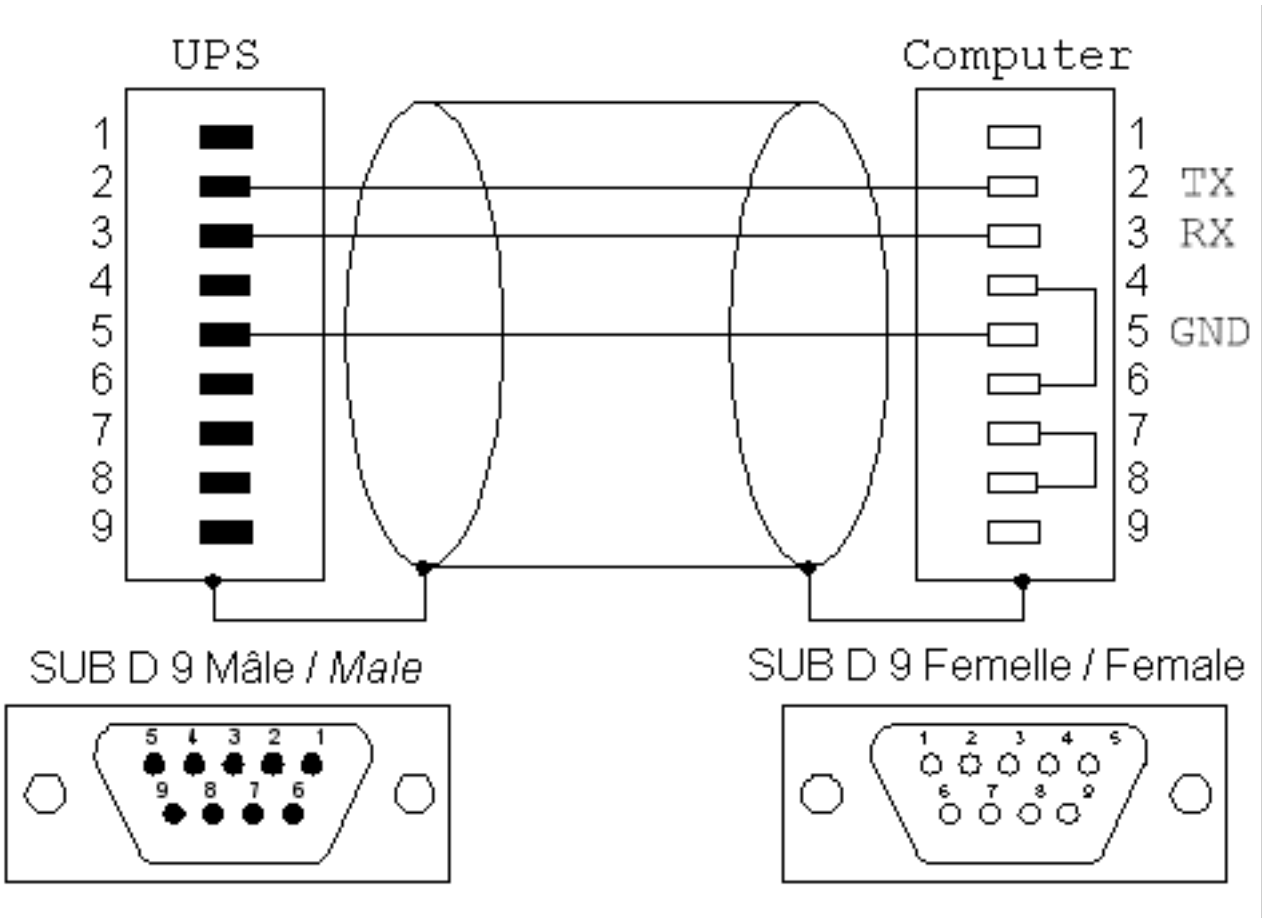 UPS Computer
1 1
2 2 TX
3 3 RX
4 4
5 5 GND
6 6
7 7
8 8
9 9
SUB D 9 Mâle / Male SUB D 9 Femelle / Female
5 4 3 2 1 1 2 3 4 5
9 8 7 6 6 7 8 9